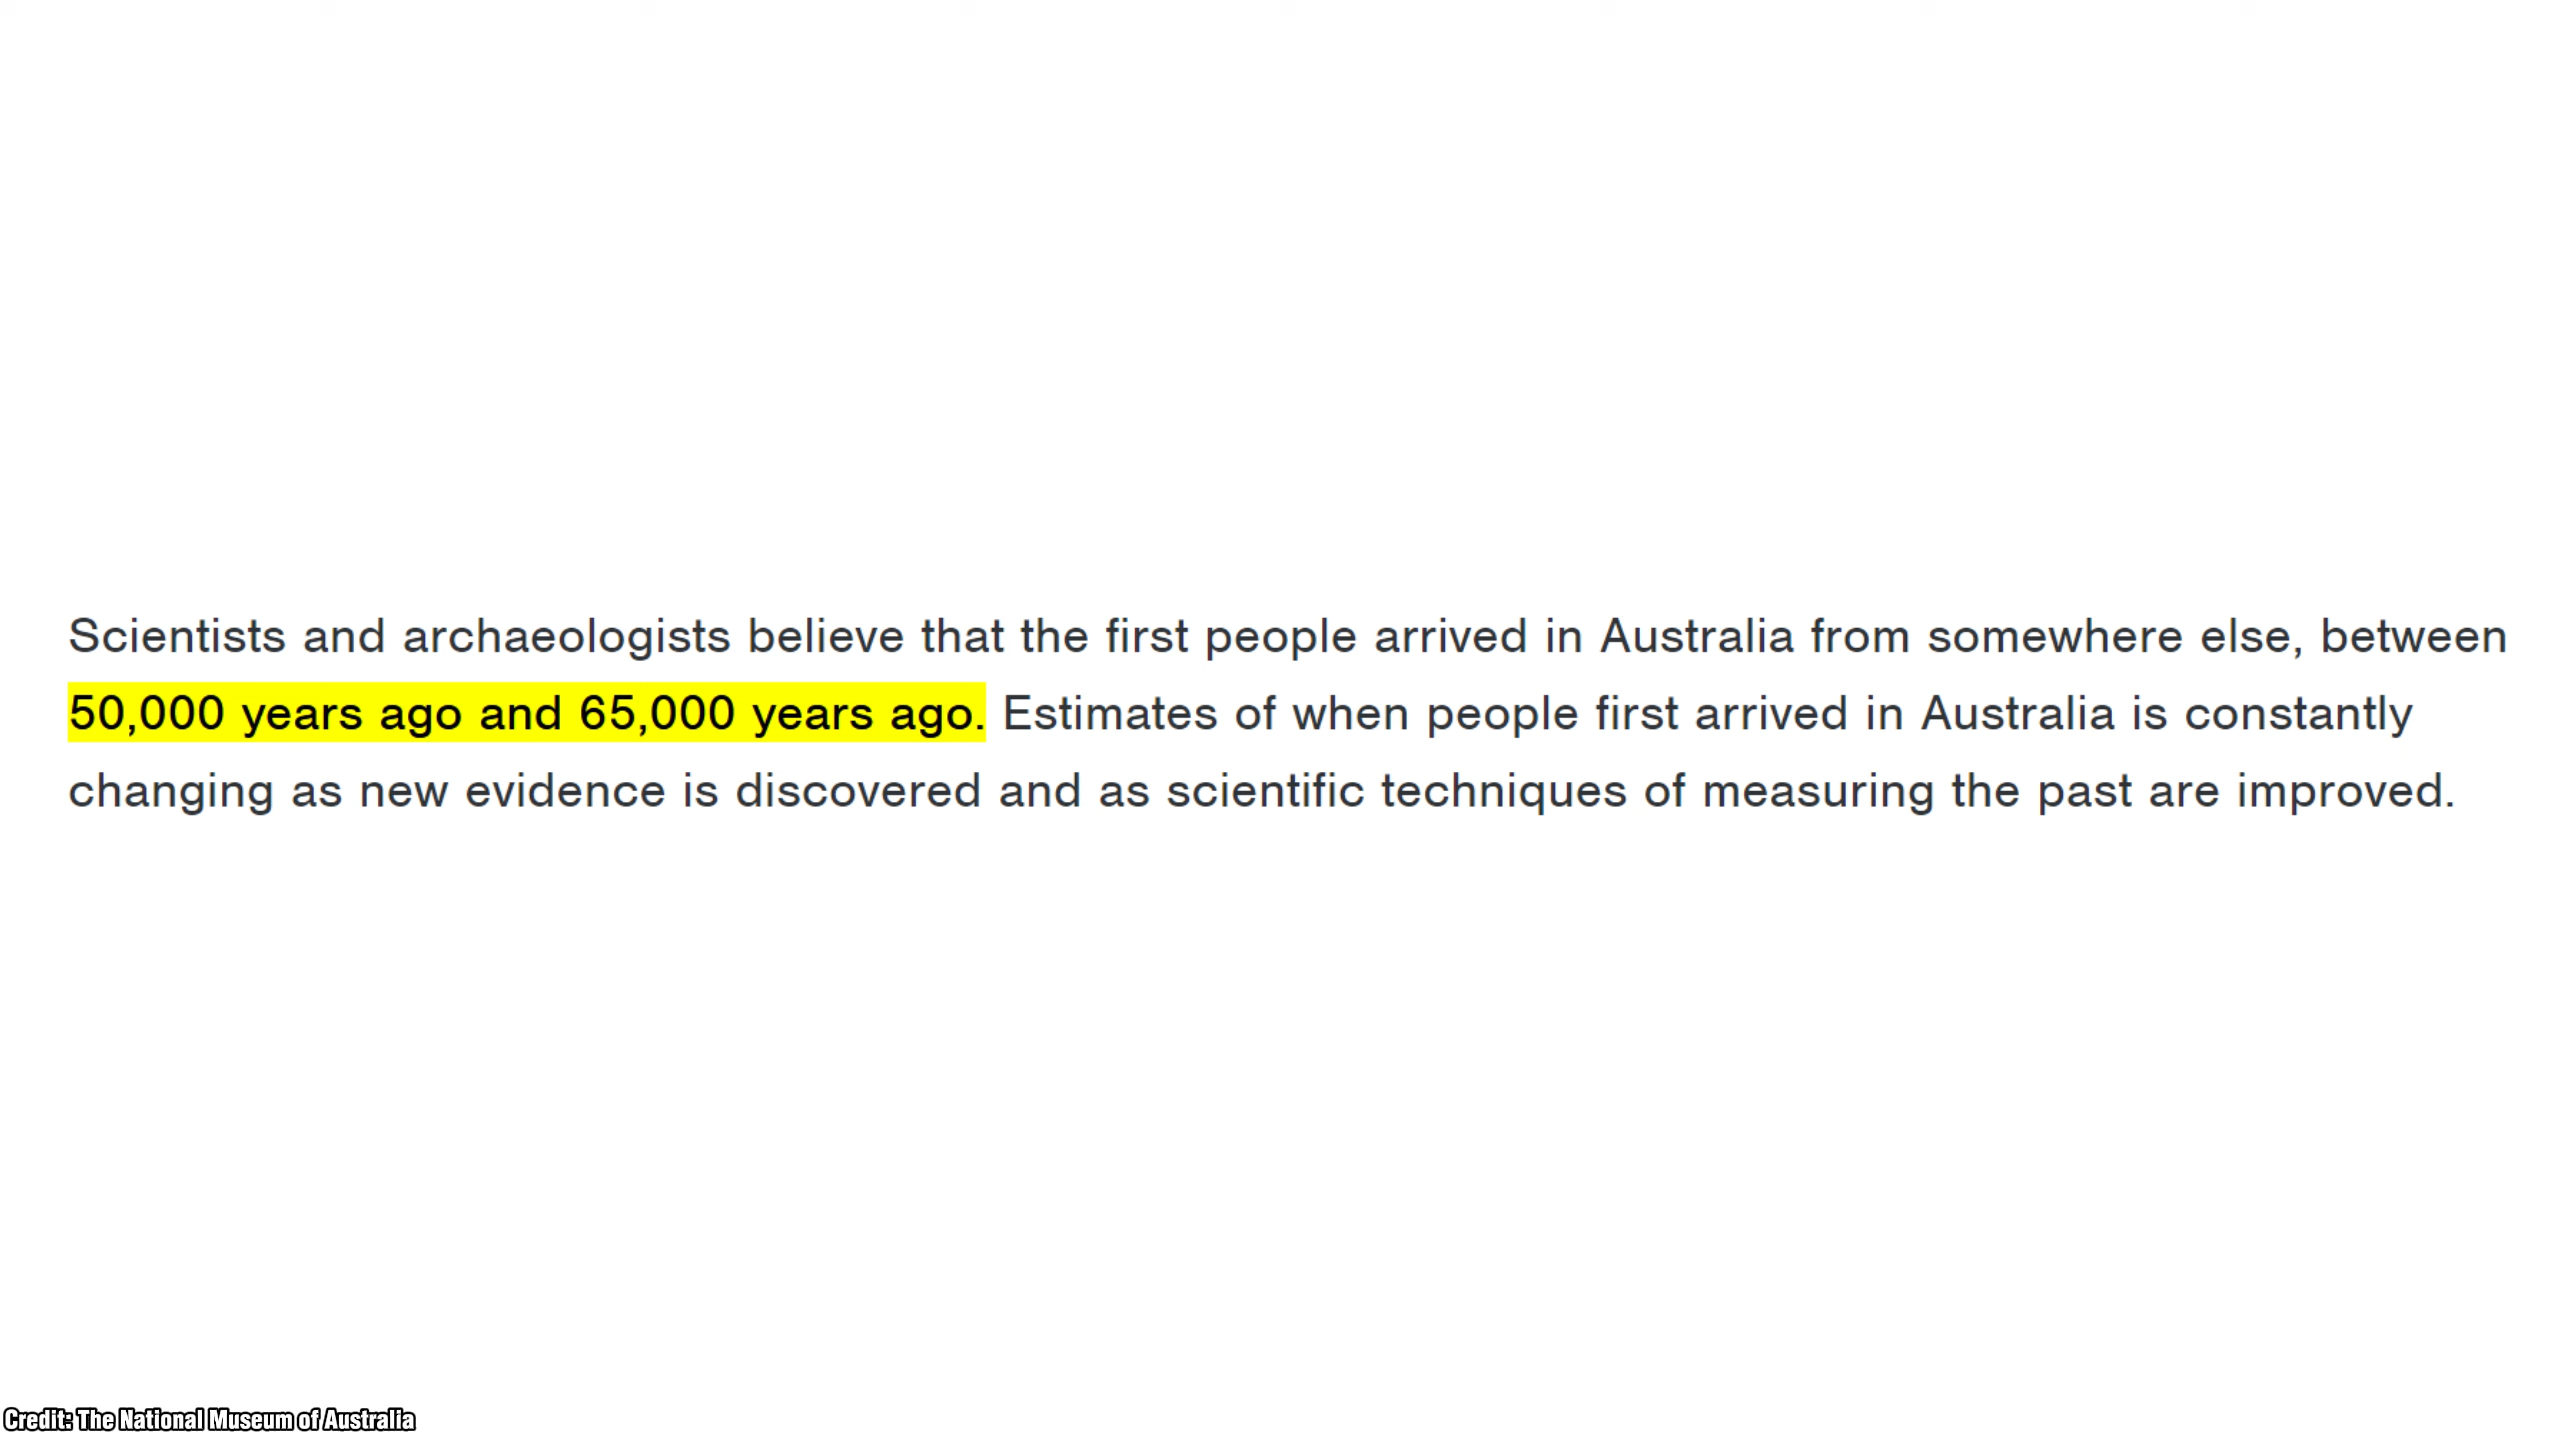 Scientists and archaeologists believe that the first people arrived in Australia from somewhere else, between
50,000 years ago and 65,000 years ago. Estimates of when people first arrived in Australia is constantly
changing as new evidence is discovered and as scientific techniques of measuring the past are improved.
Credit: The National Museum of Australia